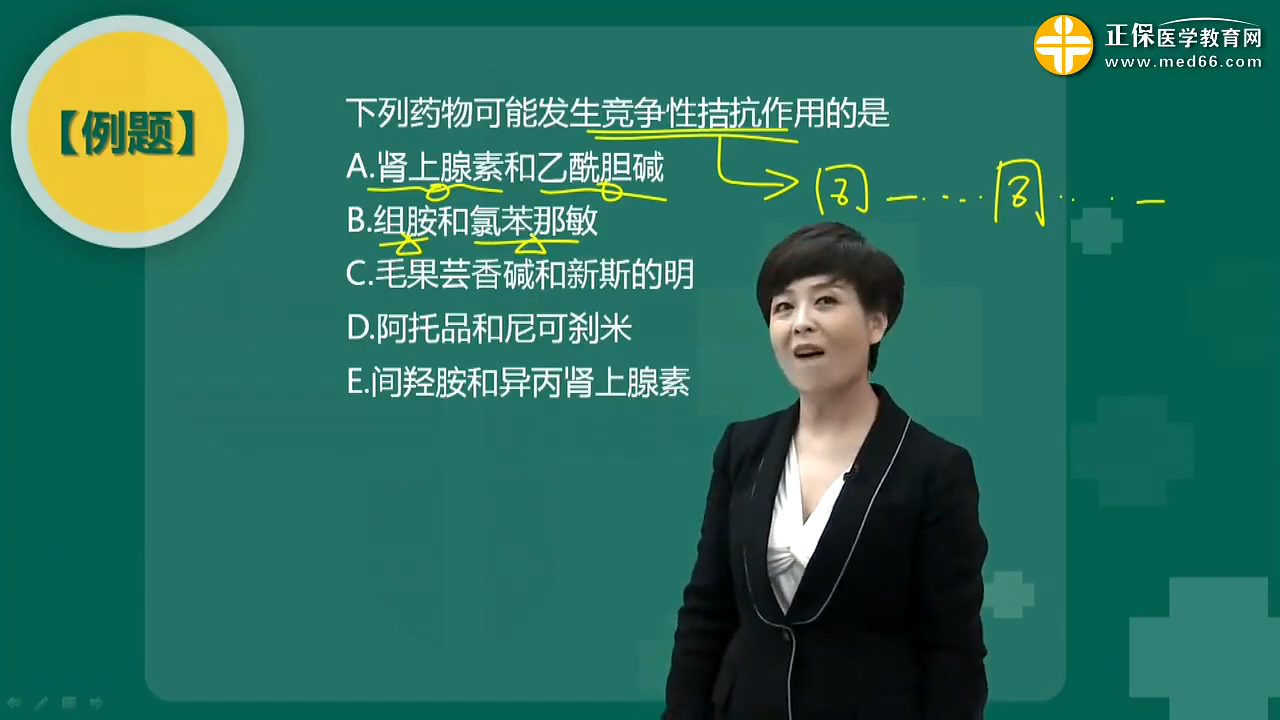 正保医学教育网
www.med66.com
【例题】
下列药物可能发生竞争性拮抗作用的是
A.肾上腺素和乙酰胆碱
B.组胺和氯苯那敏
C.毛果芸香碱和新斯的明
D.阿托品和尼可刹米
E.间羟胺和异丙肾上腺素